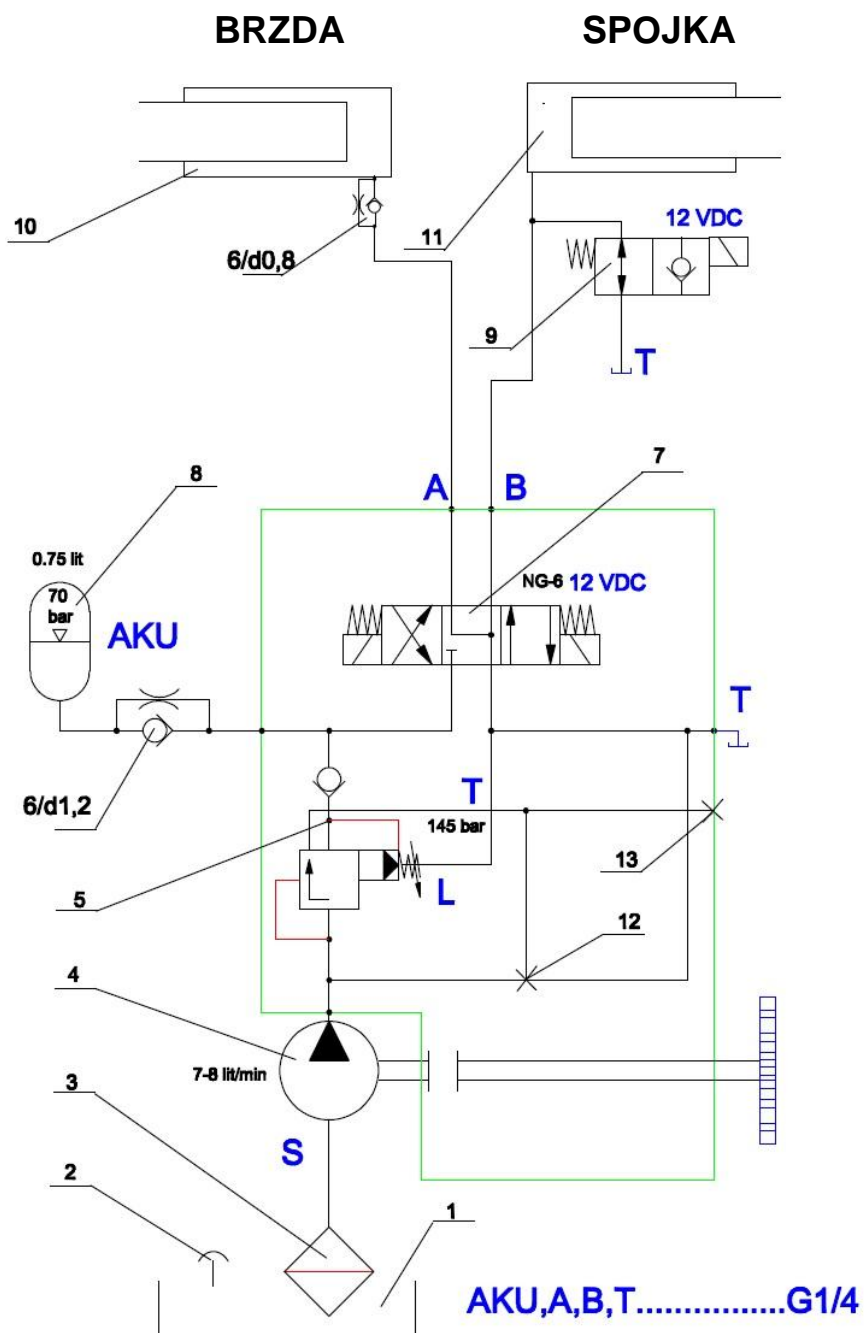 BRZDA SPOJKA
10
6/d0,8
11
12 VDC
9
T
8
A B
7
0.75 lit
70
bar
AKU
NG-6 12 VDC
T
6/d1,2
T
145 bar
13
5
L
12
4
7-8 lit/min
3
S
2
1
AKU,A,B,T................G1/4